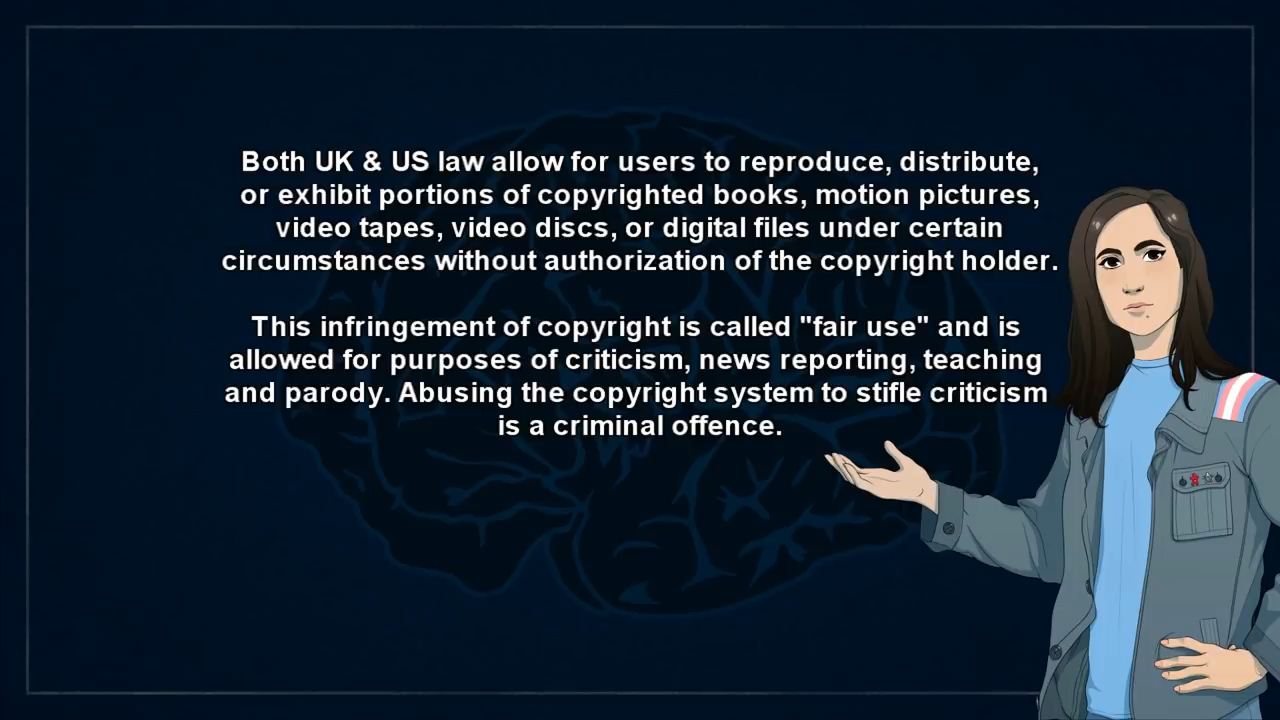 Both UK & US law allow for users to reproduce, distribute,
or exhibit portions of copyrighted books, motion pictures,
video tapes, video discs, or digital files under certain
circumstances without authorization of the copyright holder.
This infringement of copyright is called "fair use" and is
allowed for purposes of criticism, news reporting, teaching
and parody. Abusing the copyright system to stifle criticism
is a criminal offence.